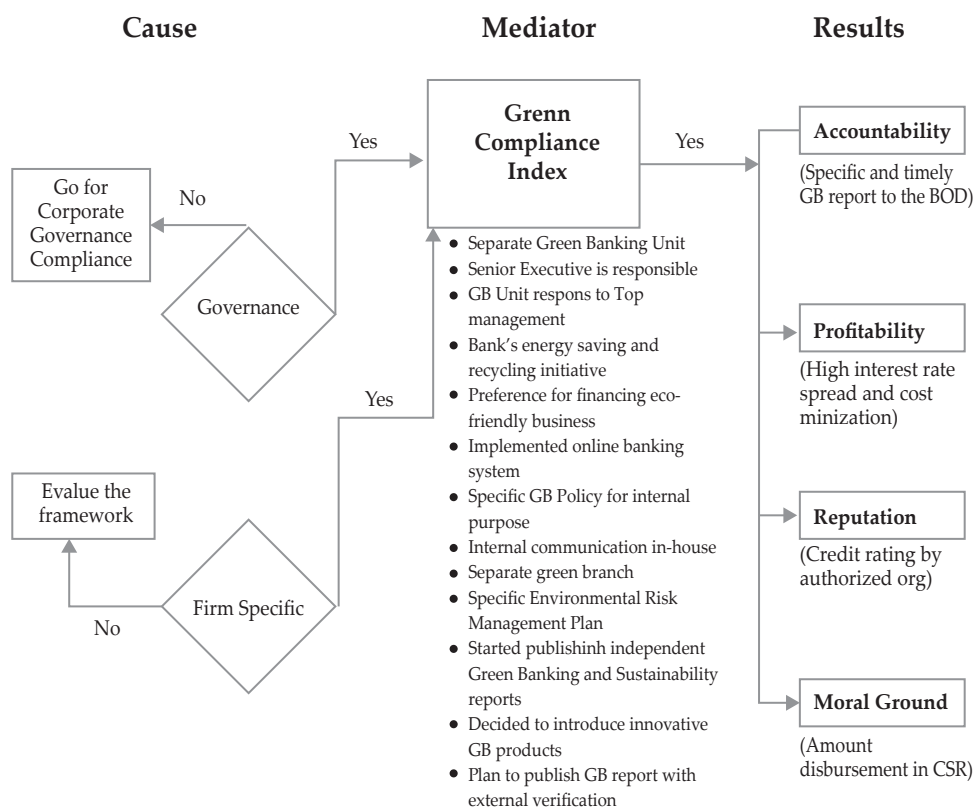 Cause
Mediator
Results
Go for
Corporate
Governance
Compliance
No
Governance
Yes
Evalue the
framework
No
Firm Specific
Yes
Grenn
Compliance
Index
● Separate Green Banking Unit
● Senior Executive is responsible
● GB Unit respons to Top
management
● Bank's energy saving and
recycling initiative
● Preference for financing eco-
friendly business
● Implemented online banking
system
● Specific GB Policy for internal
purpose
● Internal communication in-house
● Separate green branch
● Specific Environmental Risk
Management Plan
● Started publishinh independent
Green Banking and Sustainability
reports
● Decided to introduce innovative
GB products
● Plan to publish GB report with
external verification
Yes
Accountability
(Specific and timely
GB report to the BOD)
Profitability
(High interest rate
spread and cost
minization)
Reputation
(Credit rating by
authorized org)
Moral Ground
(Amount
disbursement in CSR)